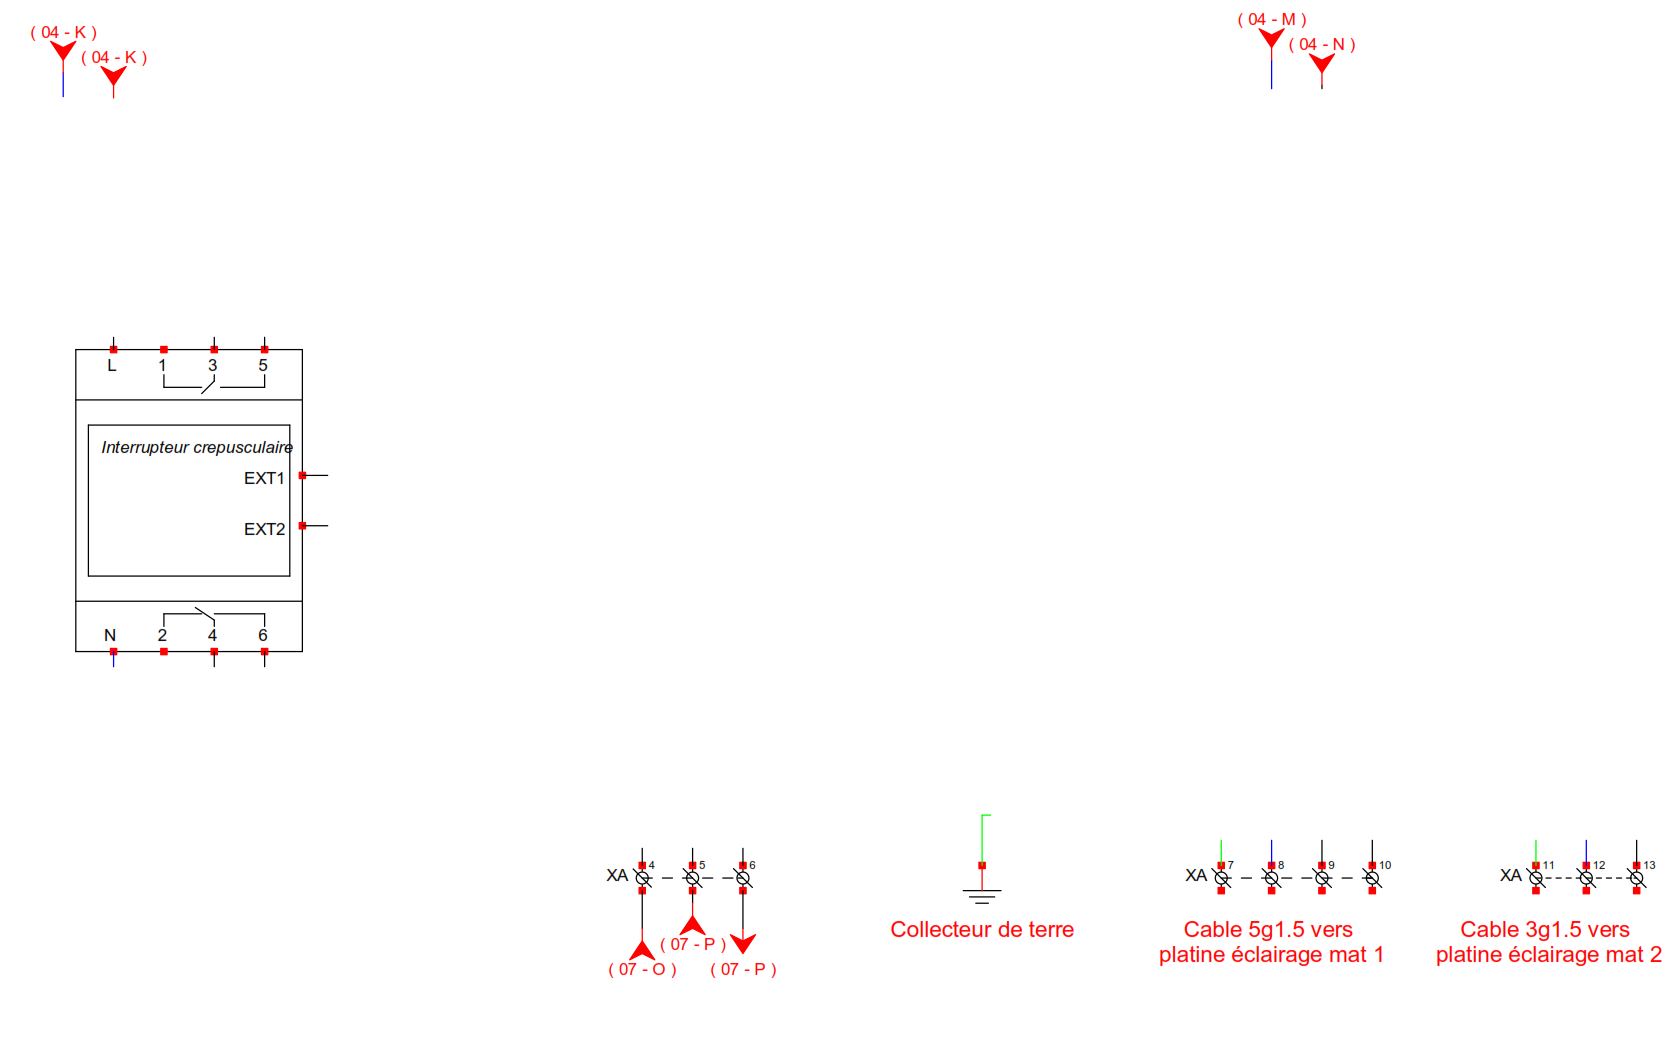 ( 04 - K )
( 04 - K )
( 04 - M )
( 04 - N )
L 1 3 5
Interrupteur crepusculaire
EXT1
EXT2
N 2 4 6
XA 4 5 6
( 07 - P )
( 07 - O ) ( 07 - P )
Collecteur de terre
XA 7 8 9 10
Cable 5g1.5 vers
platine éclairage mat 1
XA 11 12 13
Cable 3g1.5 vers
platine éclairage mat 2